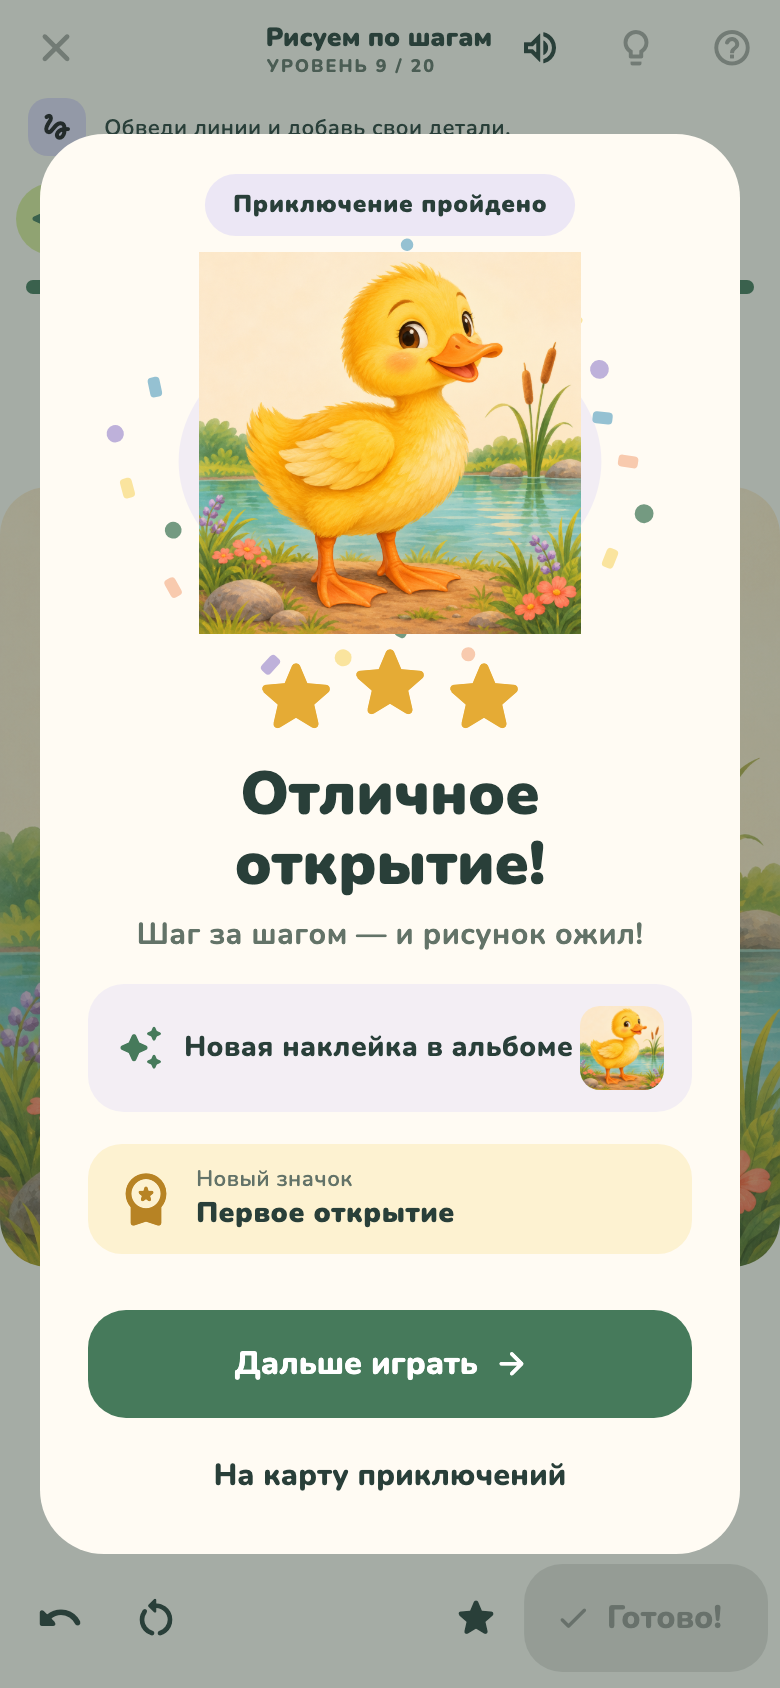 Рисуем по шагам
УРОВЕНЬ 9 / 20
Обведи линии и добавь свои детали.
Приключение пройдено
Отличное
открытие!
Шаг за шагом — и рисунок ожил!
Новая наклейка в альбоме
Новый значок
Первое открытие
Дальше играть
На карту приключений
Готово!